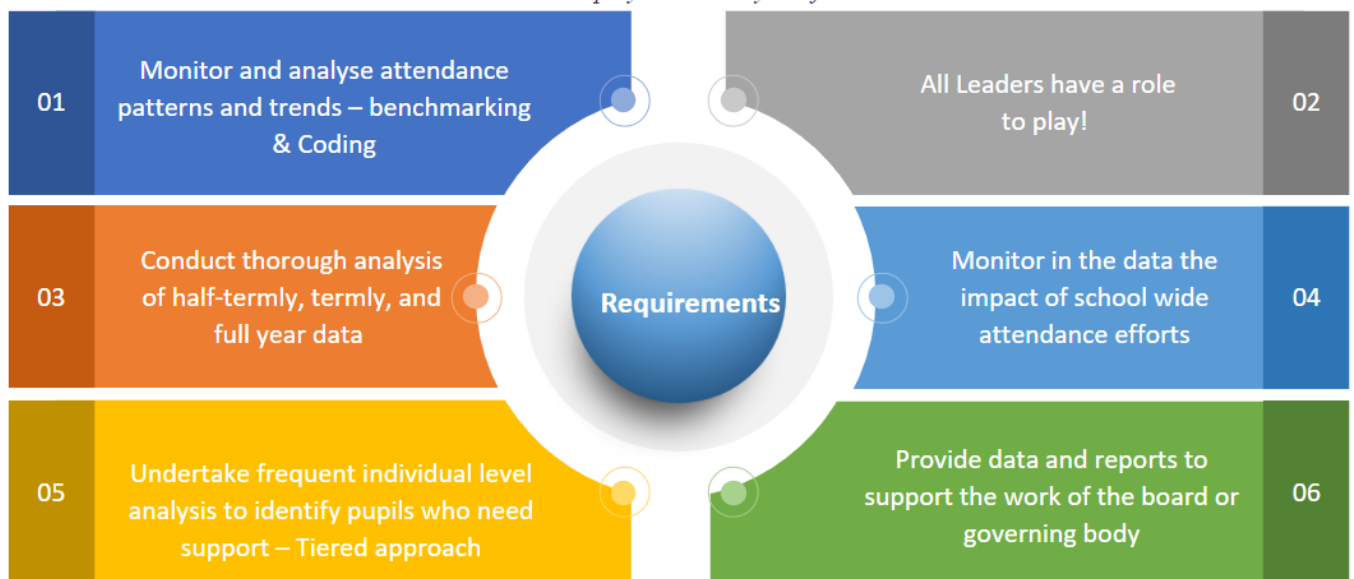 01
Monitor and analyse attendance
patterns and trends – benchmarking
& Coding
All Leaders have a role
to play!
02
03
Conduct thorough analysis
of half-termly, termly, and
full year data
Requirements
Monitor in the data the
impact of school wide
attendance efforts
04
05
Undertake frequent individual level
analysis to identify pupils who need
support – Tiered approach
Provide data and reports to
support the work of the board or
governing body
06